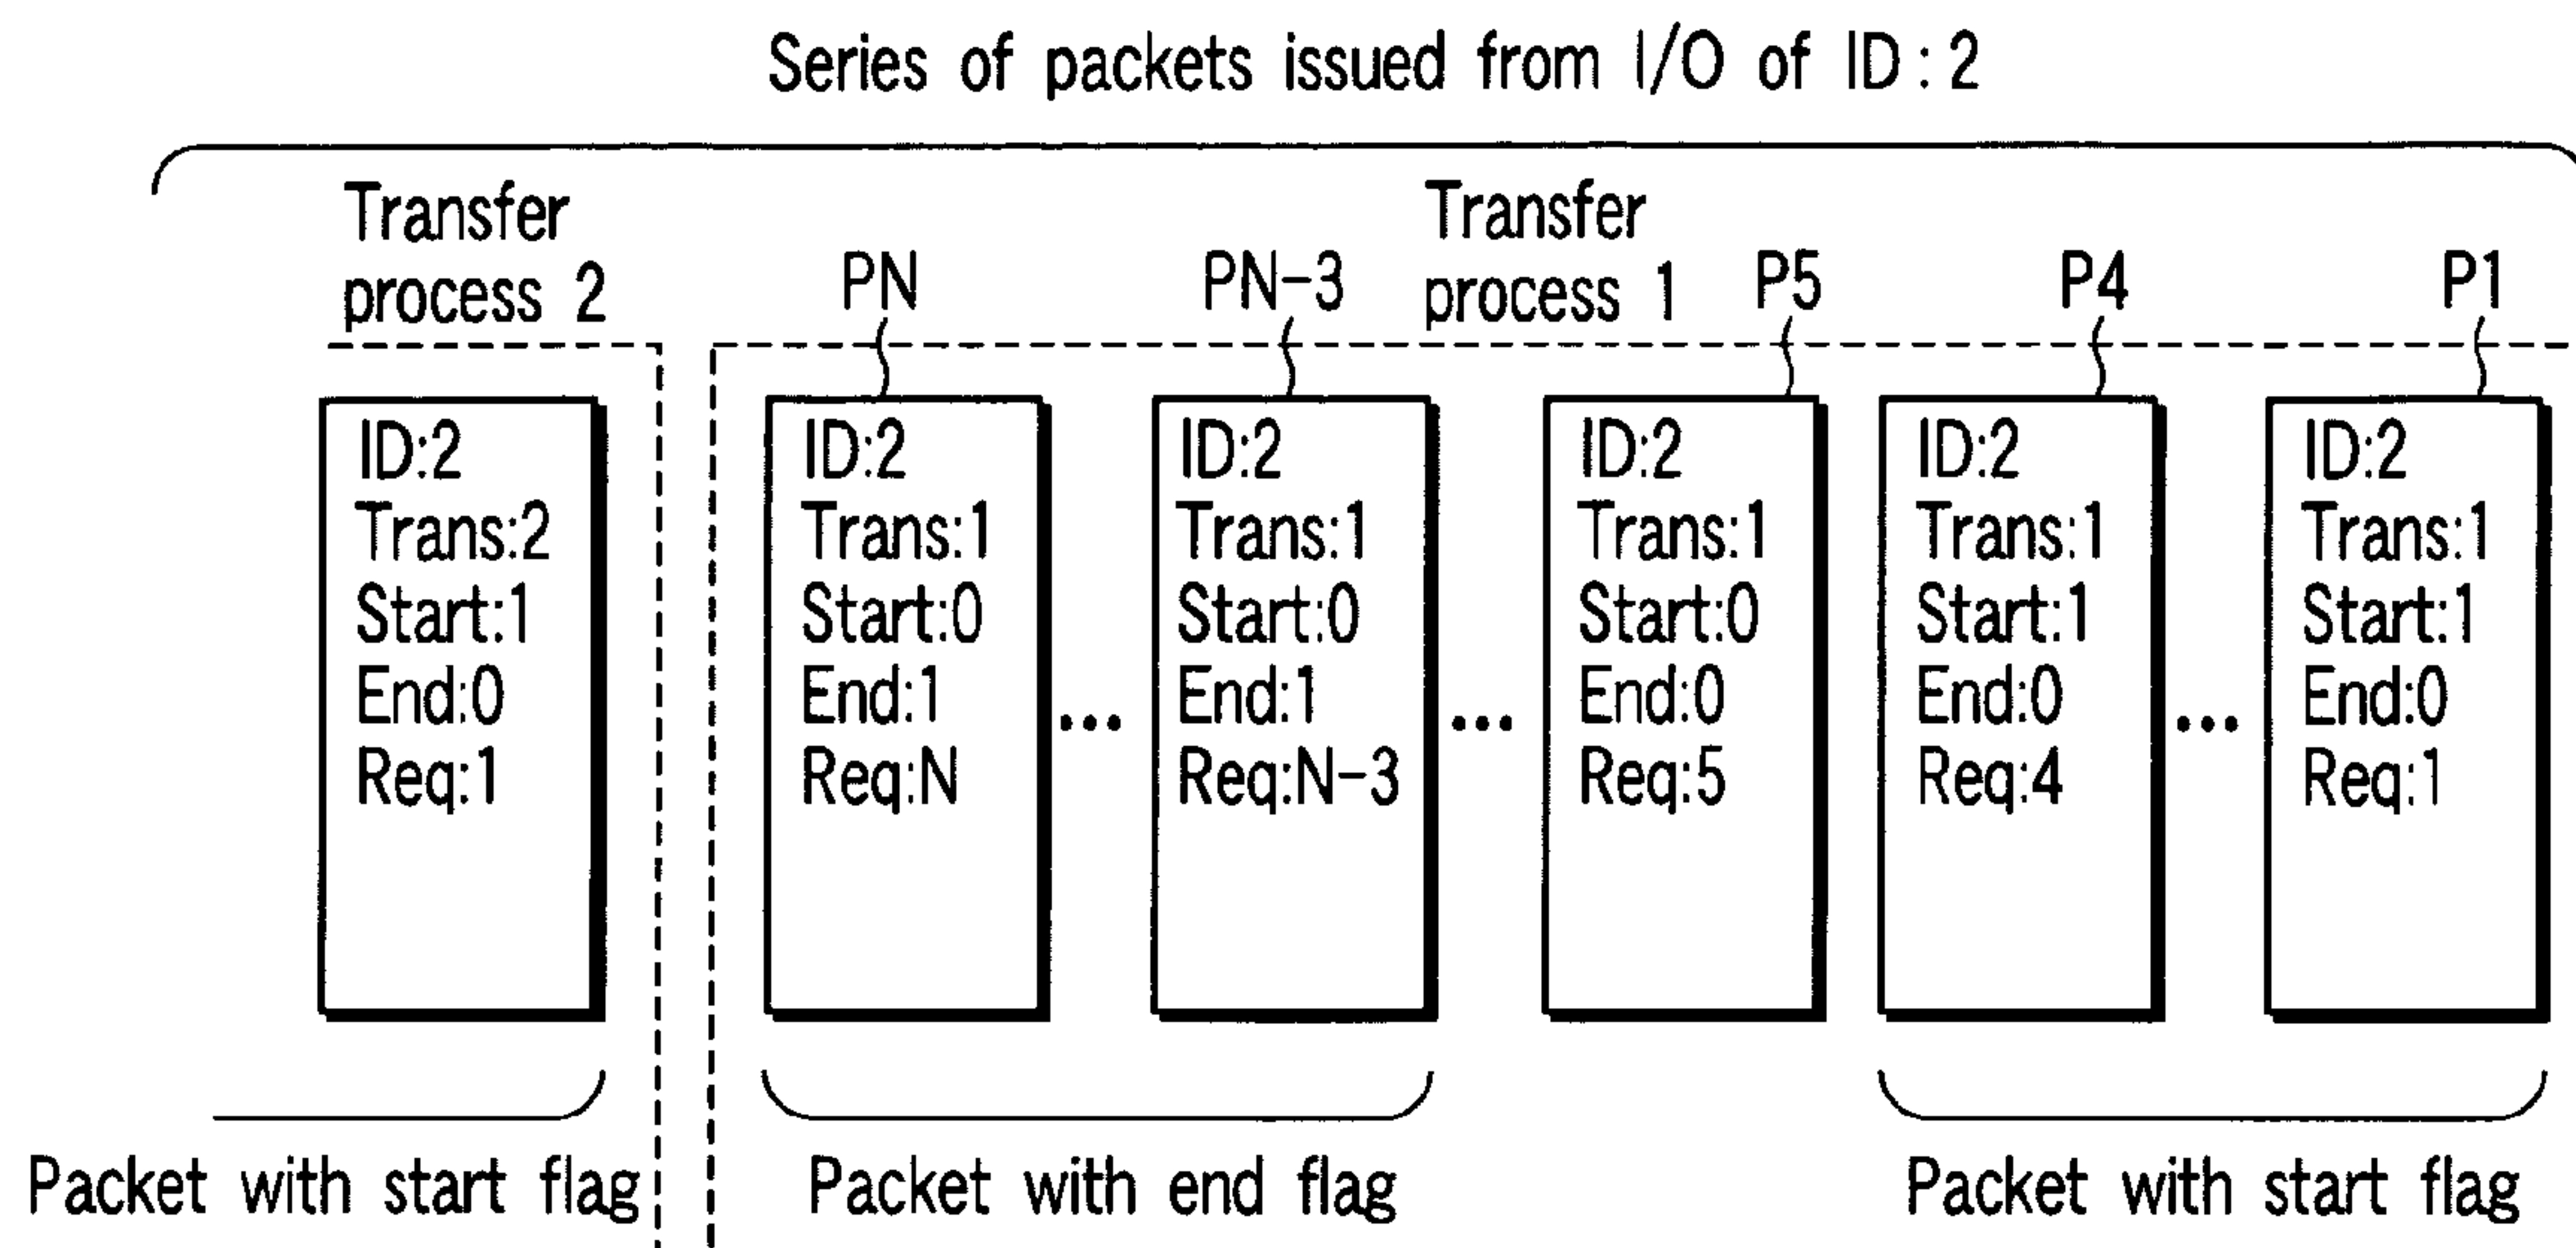 Series of packets issued from I/O of ID : 2
Transfer
process 2
PN
PN-3
Transfer
process 1
P5
P4
P1
ID:2
Trans:2
Start:1
End:0
Req:1
ID:2
Trans:1
Start:0
End:1
Req:N
...
ID:2
Trans:1
Start:0
End:1
Req:N-3
...
ID:2
Trans:1
Start:0
End:0
Req:5
ID:2
Trans:1
Start:1
End:0
Req:4
...
ID:2
Trans:1
Start:1
End:0
Req:1
Packet with start flag
Packet with end flag
Packet with start flag